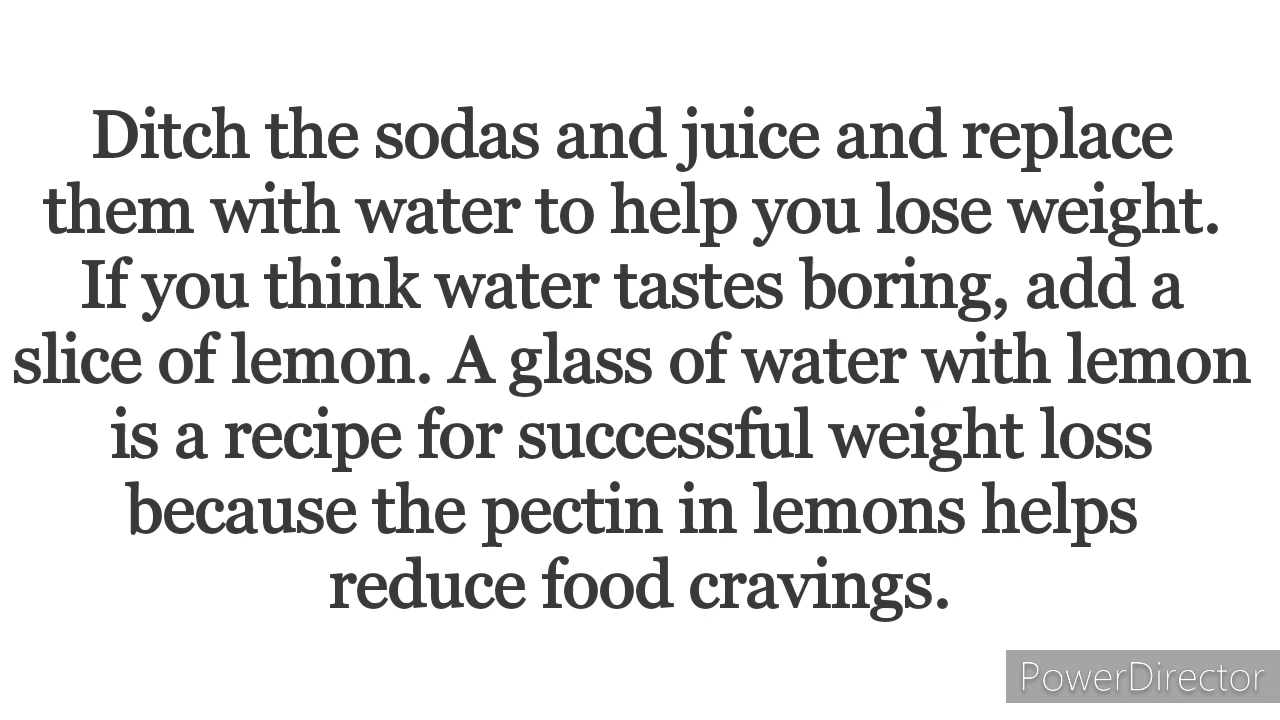 Ditch the sodas and juice and replace
them with water to help you lose weight.
If you think water tastes boring, add a
slice of lemon. A glass of water with lemon
is a recipe for successful weight loss
because the pectin in lemons helps
reduce food cravings.
PowerDirector